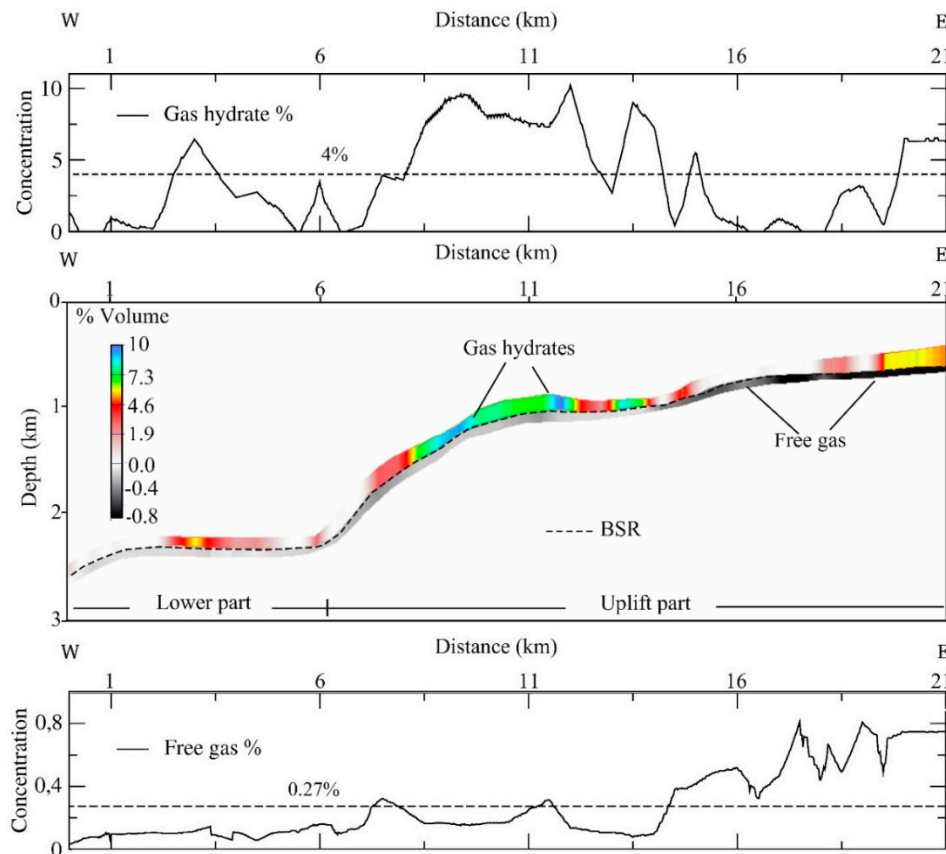 Distance (km)
W E
1 6 11 16 21
10
5
0
Concentration
Gas hydrate %
4%
Distance (km)
W E
1 6 11 16 21
0
1
2
3
Depth (km)
% Volume
10
7.3
4.6
1.9
0.0
-0.4
-0.8
Gas hydrates
Free gas
BSR
Lower part Uplift part
Distance (km)
W E
1 6 11 16 21
0,8
0.4
0
Concentration
Free gas %
0.27%